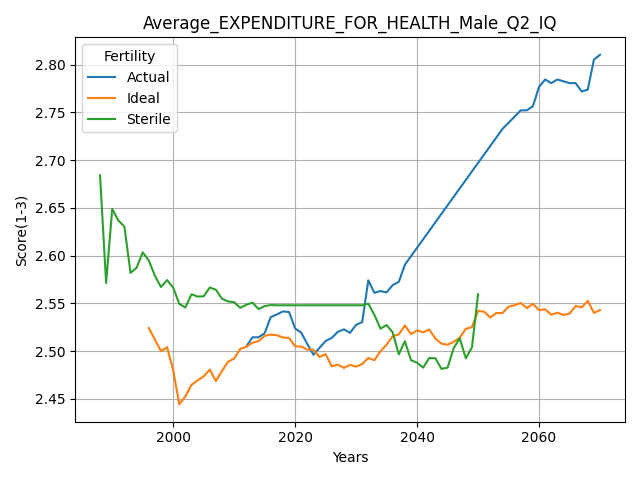 Average_EXPENDITURE_FOR_HEALTH_Male_Q2_IQ
Fertility
Actual
Ideal
Sterile
2.80
2.75
2.70
2.65
2.60
2.55
2.50
2.45
Score(1-3)
2000
2020
2040
2060
Years